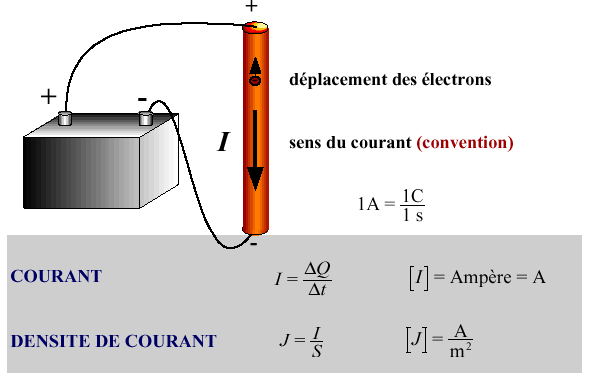 +
+ -
déplacement des électrons
I sens du courant (convention)
1A = 1C / 1 s
-
COURANT I = ΔQ / Δt [I] = Ampère = A
DENSITE DE COURANT J = I / S [J] = A / m²